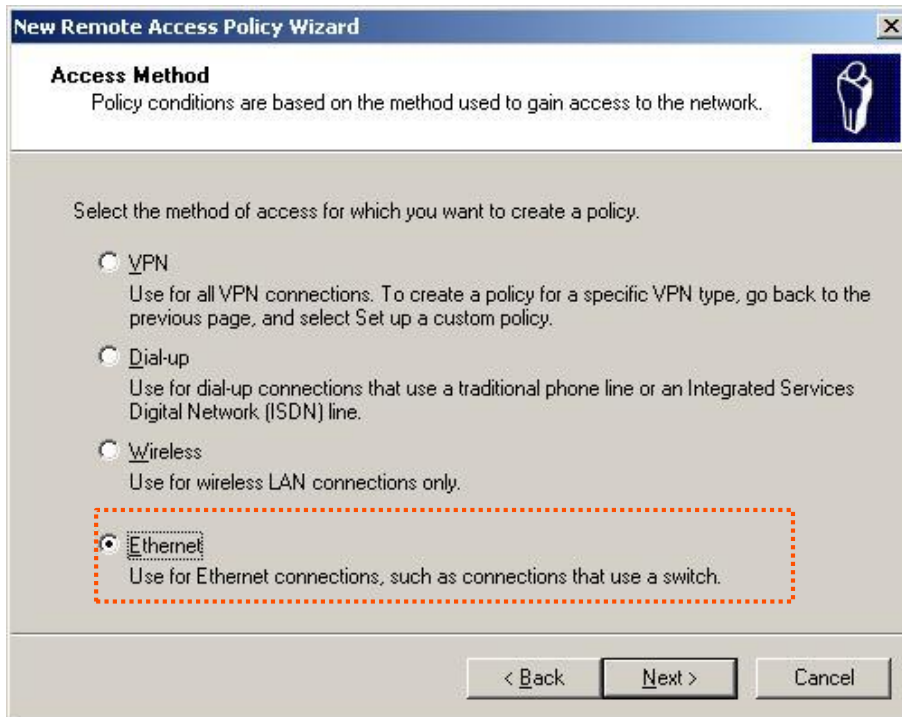 New Remote Access Policy Wizard
Access Method
Policy conditions are based on the method used to gain access to the network.
Select the method of access for which you want to create a policy.
VPN
Use for all VPN connections. To create a policy for a specific VPN type, go back to the
previous page, and select Set up a custom policy.
Dial-up
Use for dial-up connections that use a traditional phone line or an Integrated Services
Digital Network (ISDN) line.
Wireless
Use for wireless LAN connections only.
Ethernet
Use for Ethernet connections, such as connections that use a switch.
< Back
Next >
Cancel